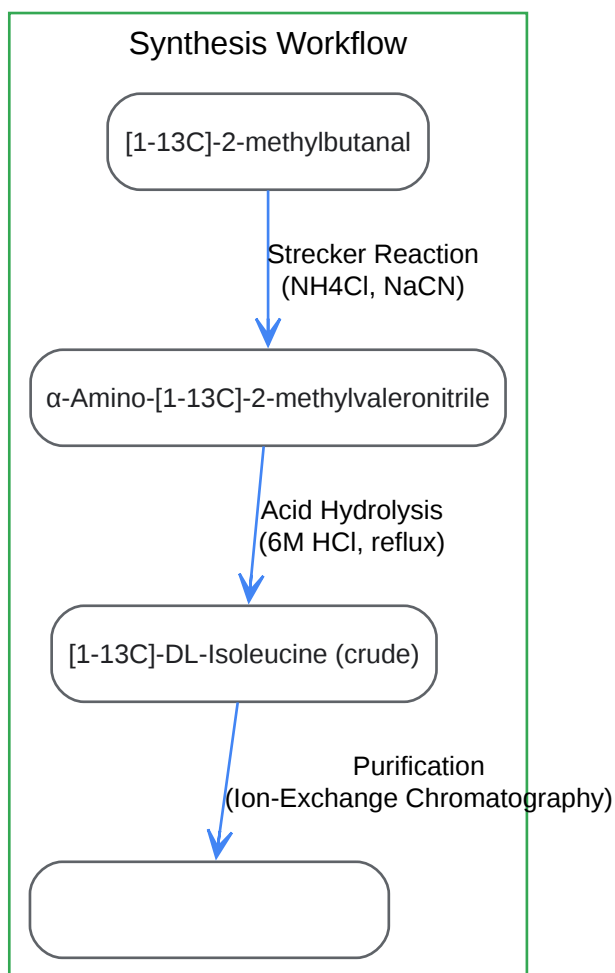 Synthesis Workflow
[1-13C]-2-methylbutanal
Strecker Reaction
(NH4Cl, NaCN)
α-Amino-[1-13C]-2-methylvaleronitrile
Acid Hydrolysis
(6M HCl, reflux)
[1-13C]-DL-Isoleucine (crude)
Purification
(Ion-Exchange Chromatography)